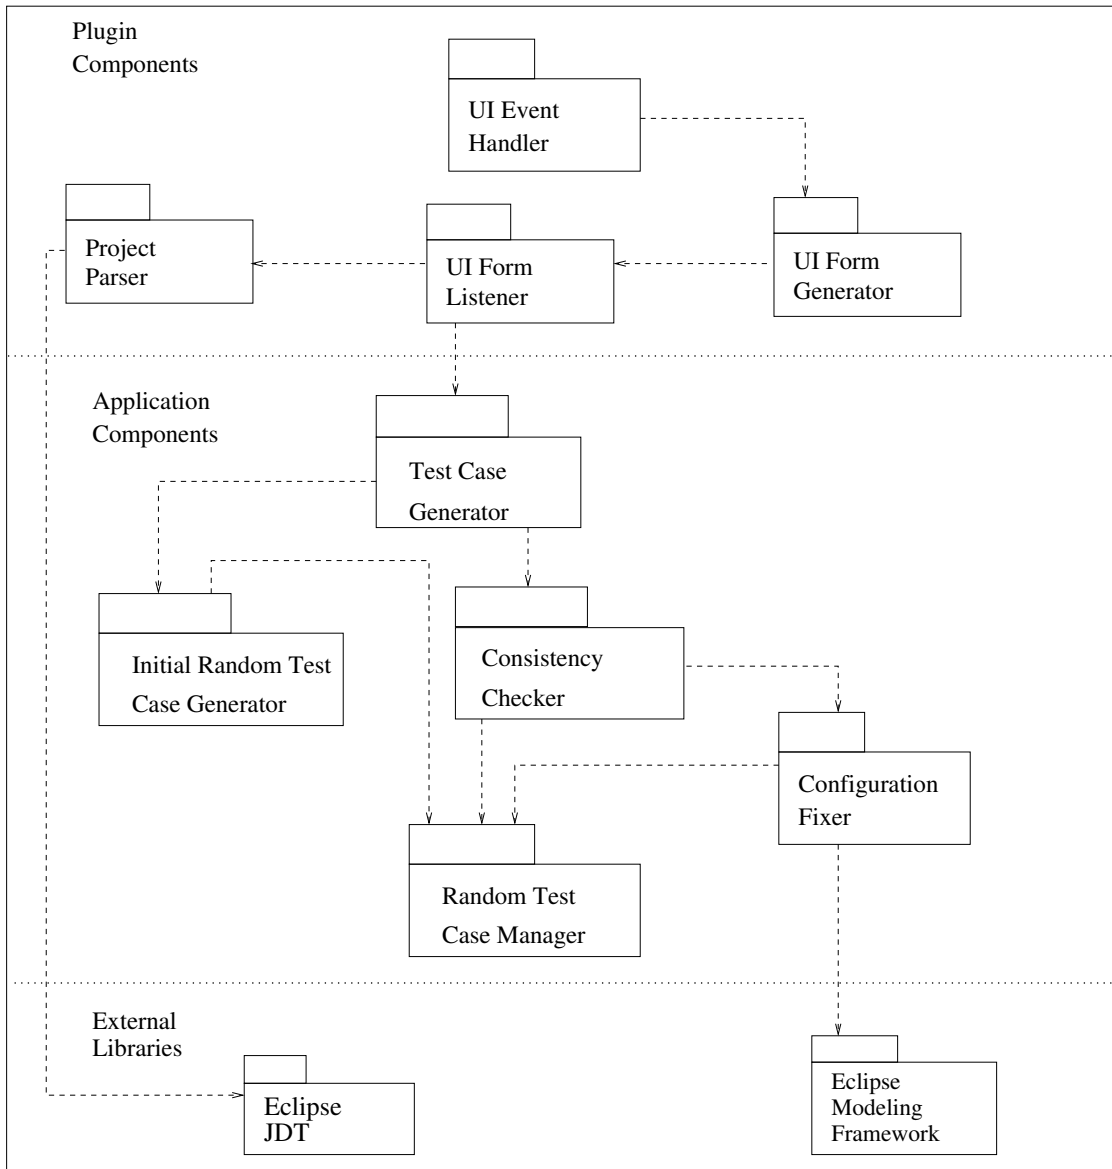 Plugin
Components
UI Event
Handler
Project
Parser
UI Form
Listener
UI Form
Generator
Application
Components
Test Case
Generator
Initial Random Test
Case Generator
Consistency
Checker
Configuration
Fixer
Random Test
Case Manager
External
Libraries
Eclipse
JDT
Eclipse
Modeling
Framework